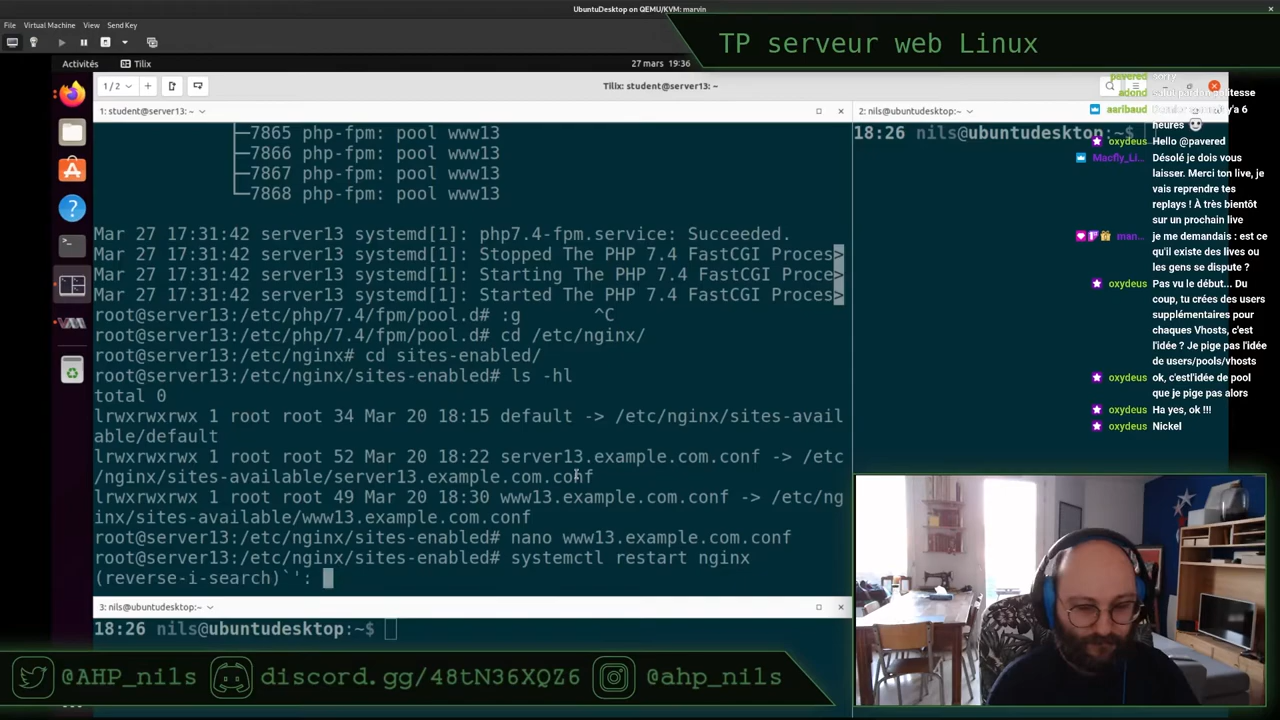 UbuntuDesktop on QEMU/KVM: marvin
File Virtual Machine View Send Key
TP serveur web Linux
Activités Tilix 27 mars 19:36
1 / 2 Tilix: student@server13: ~
1: student@server13: ~
2: nils@ubuntudesktop: ~
├─7865 php-fpm: pool www13
├─7866 php-fpm: pool www13
├─7867 php-fpm: pool www13
└─7868 php-fpm: pool www13
Mar 27 17:31:42 server13 systemd[1]: php7.4-fpm.service: Succeeded.
Mar 27 17:31:42 server13 systemd[1]: Stopped The PHP 7.4 FastCGI Proces>
Mar 27 17:31:42 server13 systemd[1]: Starting The PHP 7.4 FastCGI Proce>
Mar 27 17:31:42 server13 systemd[1]: Started The PHP 7.4 FastCGI Proces>
root@server13:/etc/php/7.4/fpm/pool.d# :g ^C
root@server13:/etc/php/7.4/fpm/pool.d# cd /etc/nginx/
root@server13:/etc/nginx# cd sites-enabled/
root@server13:/etc/nginx/sites-enabled# ls -hl
total 0
lrwxrwxrwx 1 root root 34 Mar 20 18:15 default -> /etc/nginx/sites-avail
able/default
lrwxrwxrwx 1 root root 52 Mar 20 18:22 server13.example.com.conf -> /etc
/nginx/sites-available/server13.example.com.conf
lrwxrwxrwx 1 root root 49 Mar 20 18:30 www13.example.com.conf -> /etc/ng
inx/sites-available/www13.example.com.conf
root@server13:/etc/nginx/sites-enabled# nano www13.example.com.conf
root@server13:/etc/nginx/sites-enabled# systemctl restart nginx
(reverse-i-search)`':
18:26 nils@ubuntudesktop:~$
3: nils@ubuntudesktop: ~
18:26 nils@ubuntudesktop:~$
pavered sorry
adond
aaribaud
heures
oxydeus Hello @pavered
Macfly_Li... Désolé je dois vous
laisser. Merci ton live, je
vais reprendre tes
replays ! À très bientôt
sur un prochain live
man... je me demandais : est ce
qu'il existe des lives ou
les gens se dispute ?
oxydeus Pas vu le début... Du
coup, tu crées des users
supplémentaires pour
chaques Vhosts, c'est
l'idée ? Je pige pas l'idée
de users/pools/vhosts
oxydeus ok, c'estl'idée de pool
que je pige pas alors
oxydeus Ha yes, ok !!!
oxydeus Nickel
@AHP_nils discord.gg/48tN36XQZ6 @ahp_nils